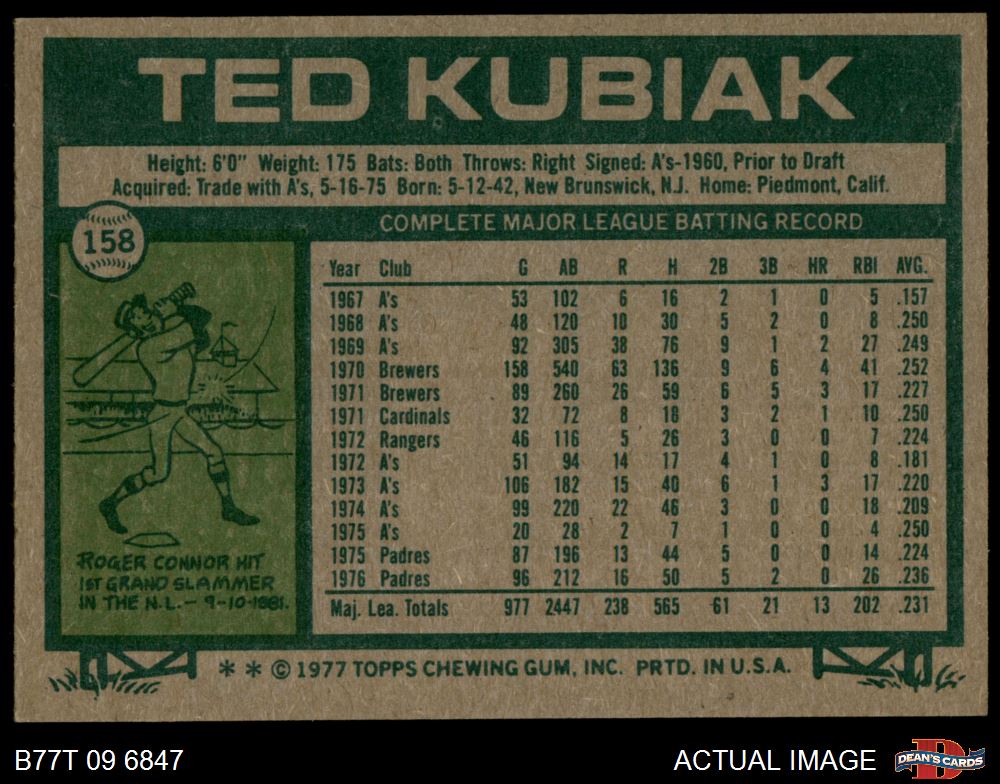 TED KUBIAK
Height: 6'0" Weight: 175 Bats: Both Throws: Right Signed: A's-1960, Prior to Draft
Acquired: Trade with A's, 5-16-75 Born: 5-12-42, New Brunswick, N.J. Home: Piedmont, Calif.
158
COMPLETE MAJOR LEAGUE BATTING RECORD
Year Club G AB R H 2B 3B HR RBI AVG.
1967 A's 53 102 6 16 2 1 0 5 .157
1968 A's 48 120 10 30 5 2 0 8 .250
1969 A's 92 305 38 76 9 1 2 27 .249
1970 Brewers 158 540 63 136 9 6 4 41 .252
1971 Brewers 89 260 26 59 6 5 3 17 .227
1971 Cardinals 32 72 8 18 3 2 1 10 .250
1972 Rangers 46 116 5 26 3 0 0 7 .224
1972 A's 51 94 14 17 4 1 0 8 .181
1973 A's 106 182 15 40 6 1 3 17 .220
1974 A's 99 220 22 46 3 0 0 18 .209
1975 A's 20 28 2 7 1 0 0 4 .250
1975 Padres 87 196 13 44 5 0 0 14 .224
1976 Padres 96 212 16 50 5 2 0 26 .236
Maj. Lea. Totals 977 2447 238 565 61 21 13 202 .231
ROGER CONNOR HIT
1ST GRAND SLAMMER
IN THE N.L.- 9-10-1881.
* * © 1977 TOPPS CHEWING GUM, INC. PRTD. IN U.S.A.
B77T 09 6847
ACTUAL IMAGE
D
DEAN'S CARDS